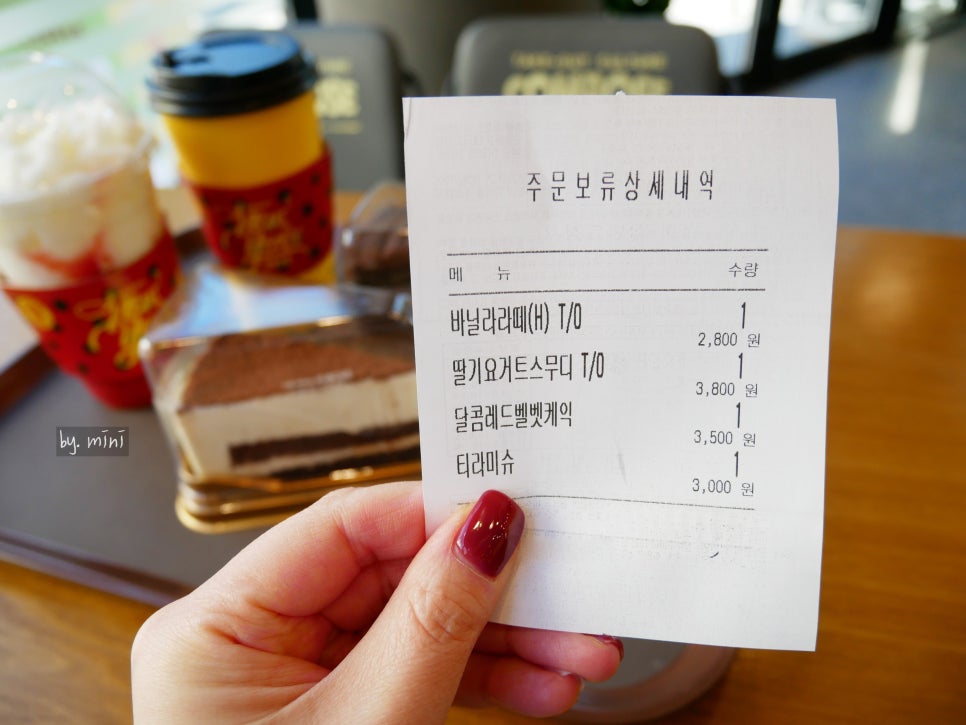 주문보류상세내역
메 뉴 수량
바닐라라떼(H) T/O 1
2,800 원
딸기요거트스무디 T/O 1
3,800 원
달콤레드벨벳케익 1
3,500 원
티라미슈 1
3,000 원
by. mini